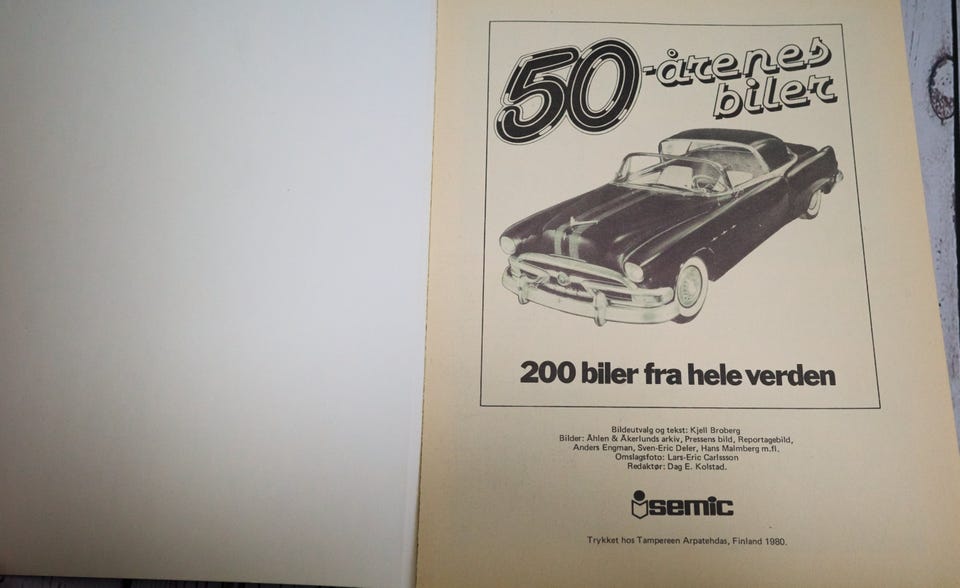 50-årenes
biler
200 biler fra hele verden
Bildeutvalg og tekst: Kjell Broberg
Bilder: Åhlen & Åkerlunds arkiv, Pressens bild, Reportagebild,
Anders Engman, Sven-Eric Deler, Hans Malmberg m.fl.
Omslagsfoto: Lars-Eric Carlssson
Redaktør: Dag E. Kolstad.
semic
Trykket hos Tampereen Arpatehdas, Finland 1980.